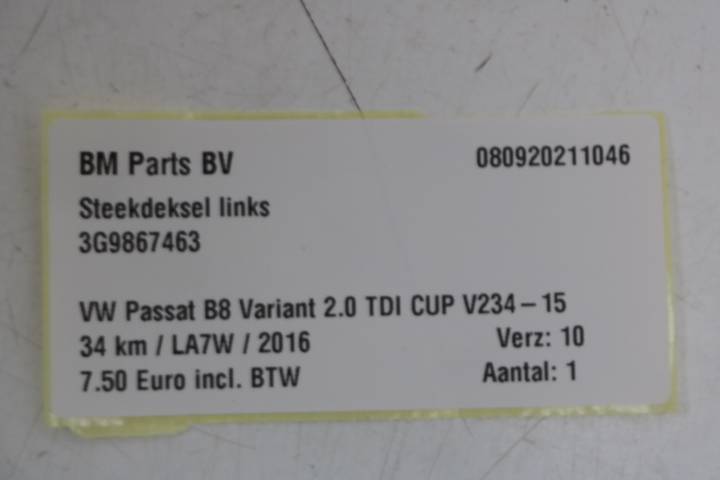 BM Parts BV 080920211046
Steekdeksel links
3G9867463
VW Passat B8 Variant 2.0 TDI CUP V234-15
34 km / LA7W / 2016 Verz: 10
7.50 Euro incl. BTW Aantal: 1